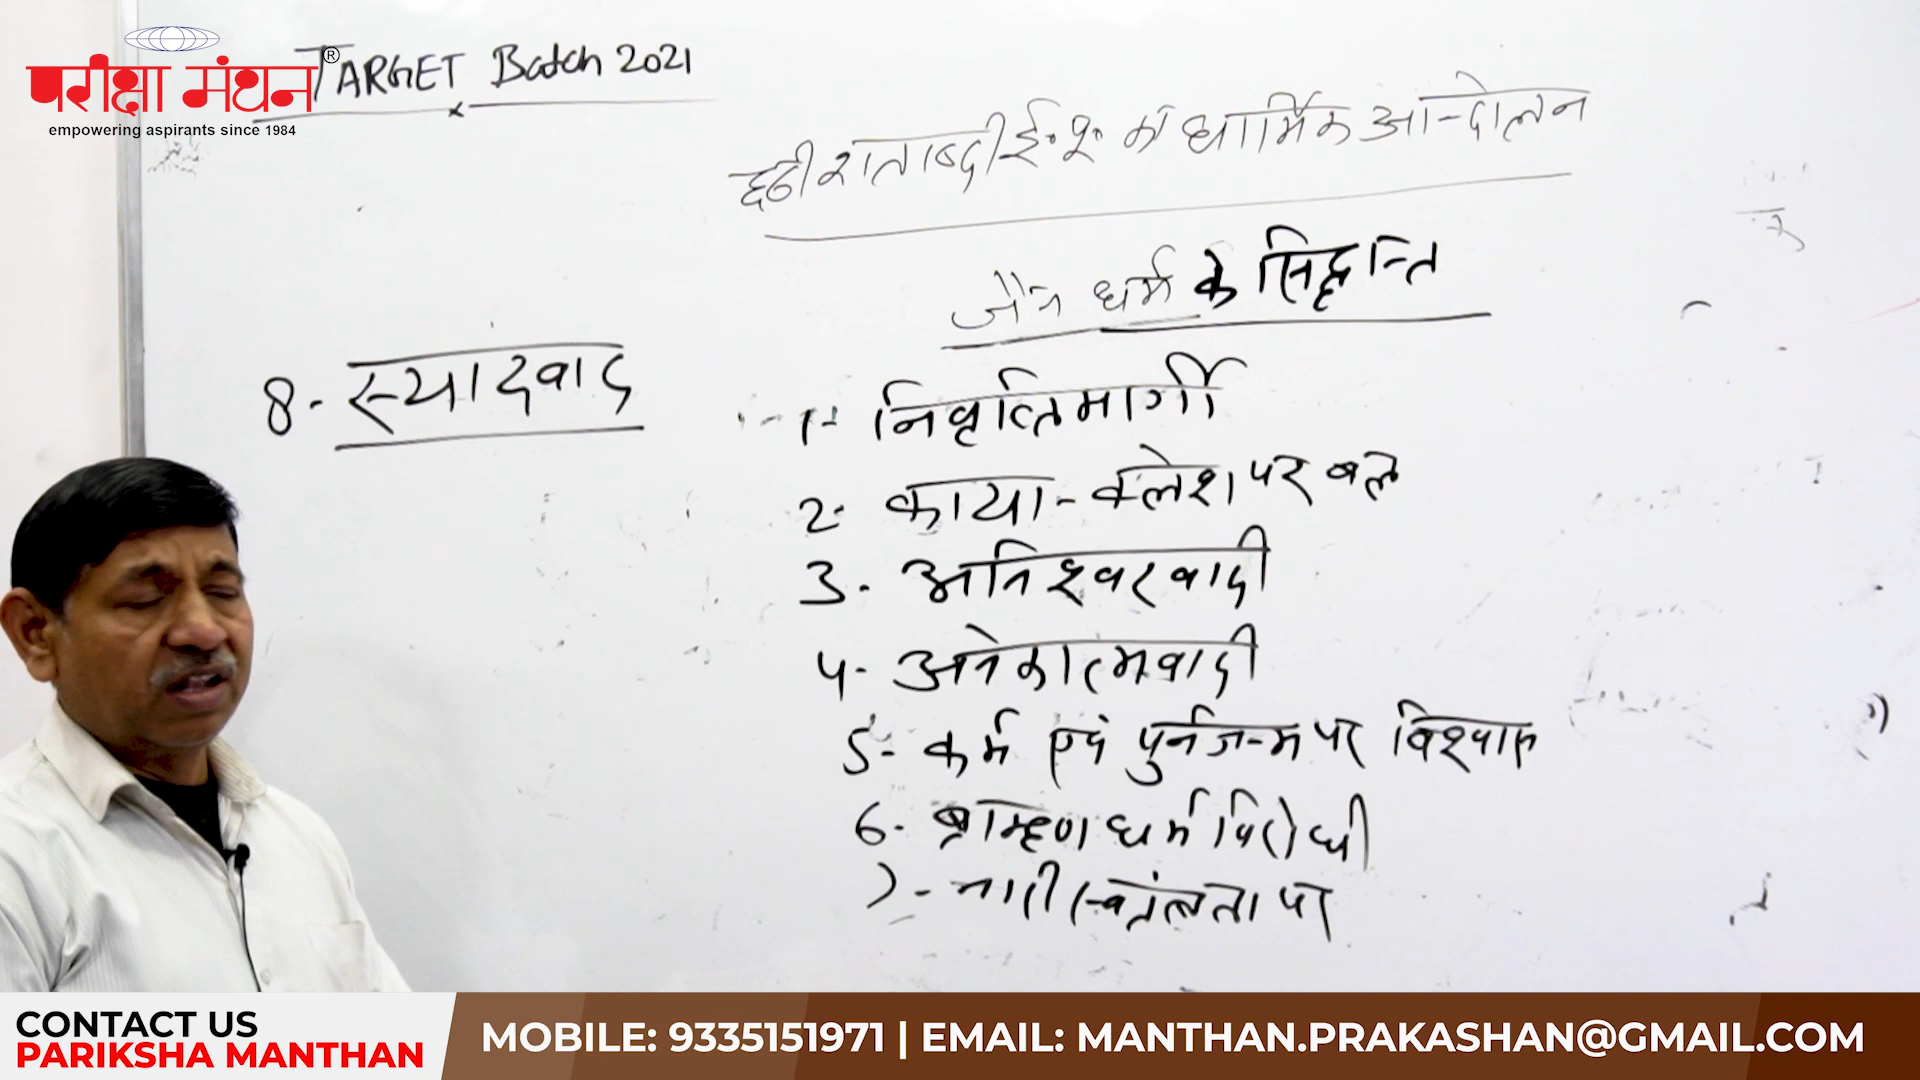 परीक्षा मंथन®
empowering aspirants since 1984
TARGET Batch 2021
छठी शताब्दी ई॰ पू॰ के धार्मिक आन्दोलन
जैन धर्म के सिद्धान्त
1- निवृत्तिमार्गी
2- काया-क्लेश पर बल
3- अनिश्वरवादी
4- अनेकात्मवादी
5- कर्म एवं पुर्नजन्म पर विश्वास
6- ब्राम्हण धर्म विरोधी
7- नारी स्वतंत्रता पर
8- स्यादवाद
CONTACT US
PARIKSHA MANTHAN
MOBILE: 9335151971 | EMAIL: MANTHAN.PRAKASHAN@GMAIL.COM